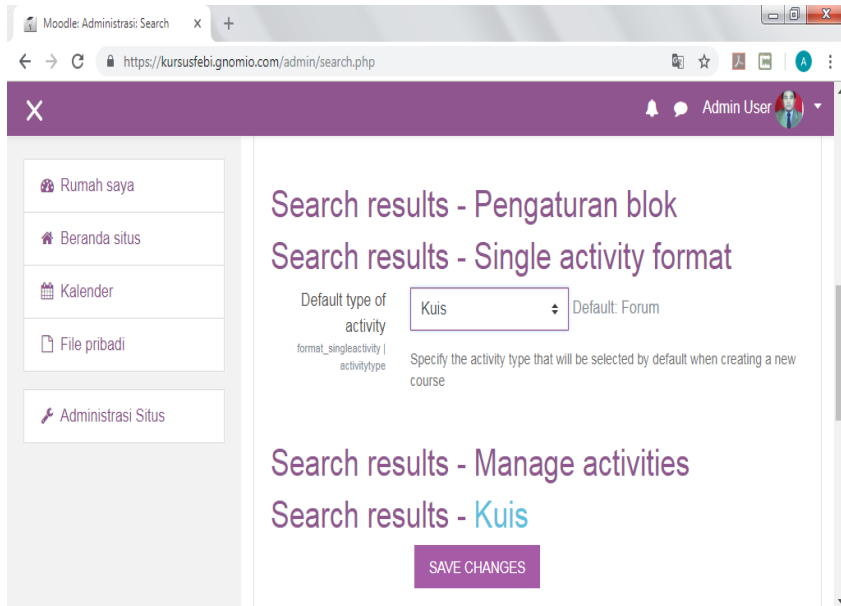 Moodle: Administrasi: Search
https://kursusfebi.gnomio.com/admin/search.php
A
Admin User
Rumah saya
Beranda situs
Kalender
File pribadi
Administrasi Situs
Search results - Pengaturan blok
Search results - Single activity format
Default type of
activity
format_singleactivity |
activitytype
Kuis
Default: Forum
Specify the activity type that will be selected by default when creating a new
course
Search results - Manage activities
Search results - Kuis
SAVE CHANGES